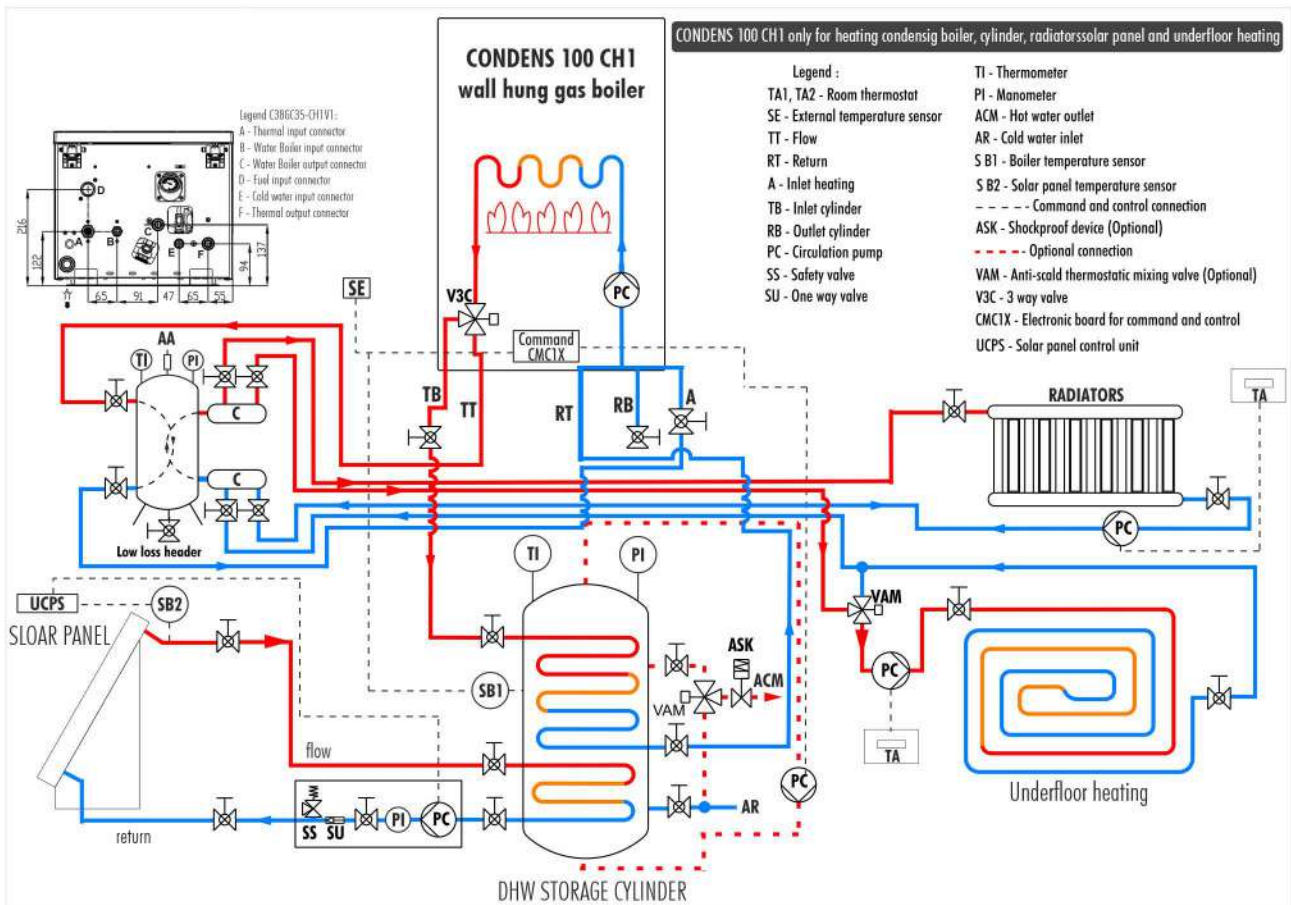 CONDENS 100 CH1
wall hung gas boiler
CONDENS 100 CH1 only for heating condensig boiler, cylinder, radiatorssolar panel and underfloor heating
Legend :
TA1, TA2 - Room thermostat
SE - External temperature sensor
TT - Flow
RT - Return
A - Inlet heating
TB - Inlet cylinder
RB - Outlet cylinder
PC - Circulation pump
SS - Safety valve
SU - One way valve
TI - Thermometer
PI - Manometer
ACM - Hot water outlet
AR - Cold water inlet
S B1 - Boiler temperature sensor
S B2 - Solar panel temperature sensor
- - - - - - Command and control connection
ASK - Shockproof device (Optional)
- - - - - - Optional connection
VAM - Anti-scald thermostatic mixing valve (Optional)
V3C - 3 way valve
CMC1X - Electronic board for command and control
UCPS - Solar panel control unit
Legend C38GC35-CH1V1:
A - Thermal input connector
B - Water Boiler input connector
C - Water Boiler output connector
D - Fuel input connector
E - Cold water input connector
F - Thermal output connector
D
A
B
C
E
F
216
122
137
94
65
91
47
65
55
SE
V3C
PC
Command
CMC1X
AA
TI
PI
C
C
Low loss header
TB
TT
RT
RB
A
RADIATORS
TA
PC
UCPS
SB2
SLOAR PANEL
TI
PI
SB1
VAM
ASK
ACM
VAM
PC
TA
Underfloor heating
flow
return
SS
SU
PI
PC
AR
PC
DHW STORAGE CYLINDER